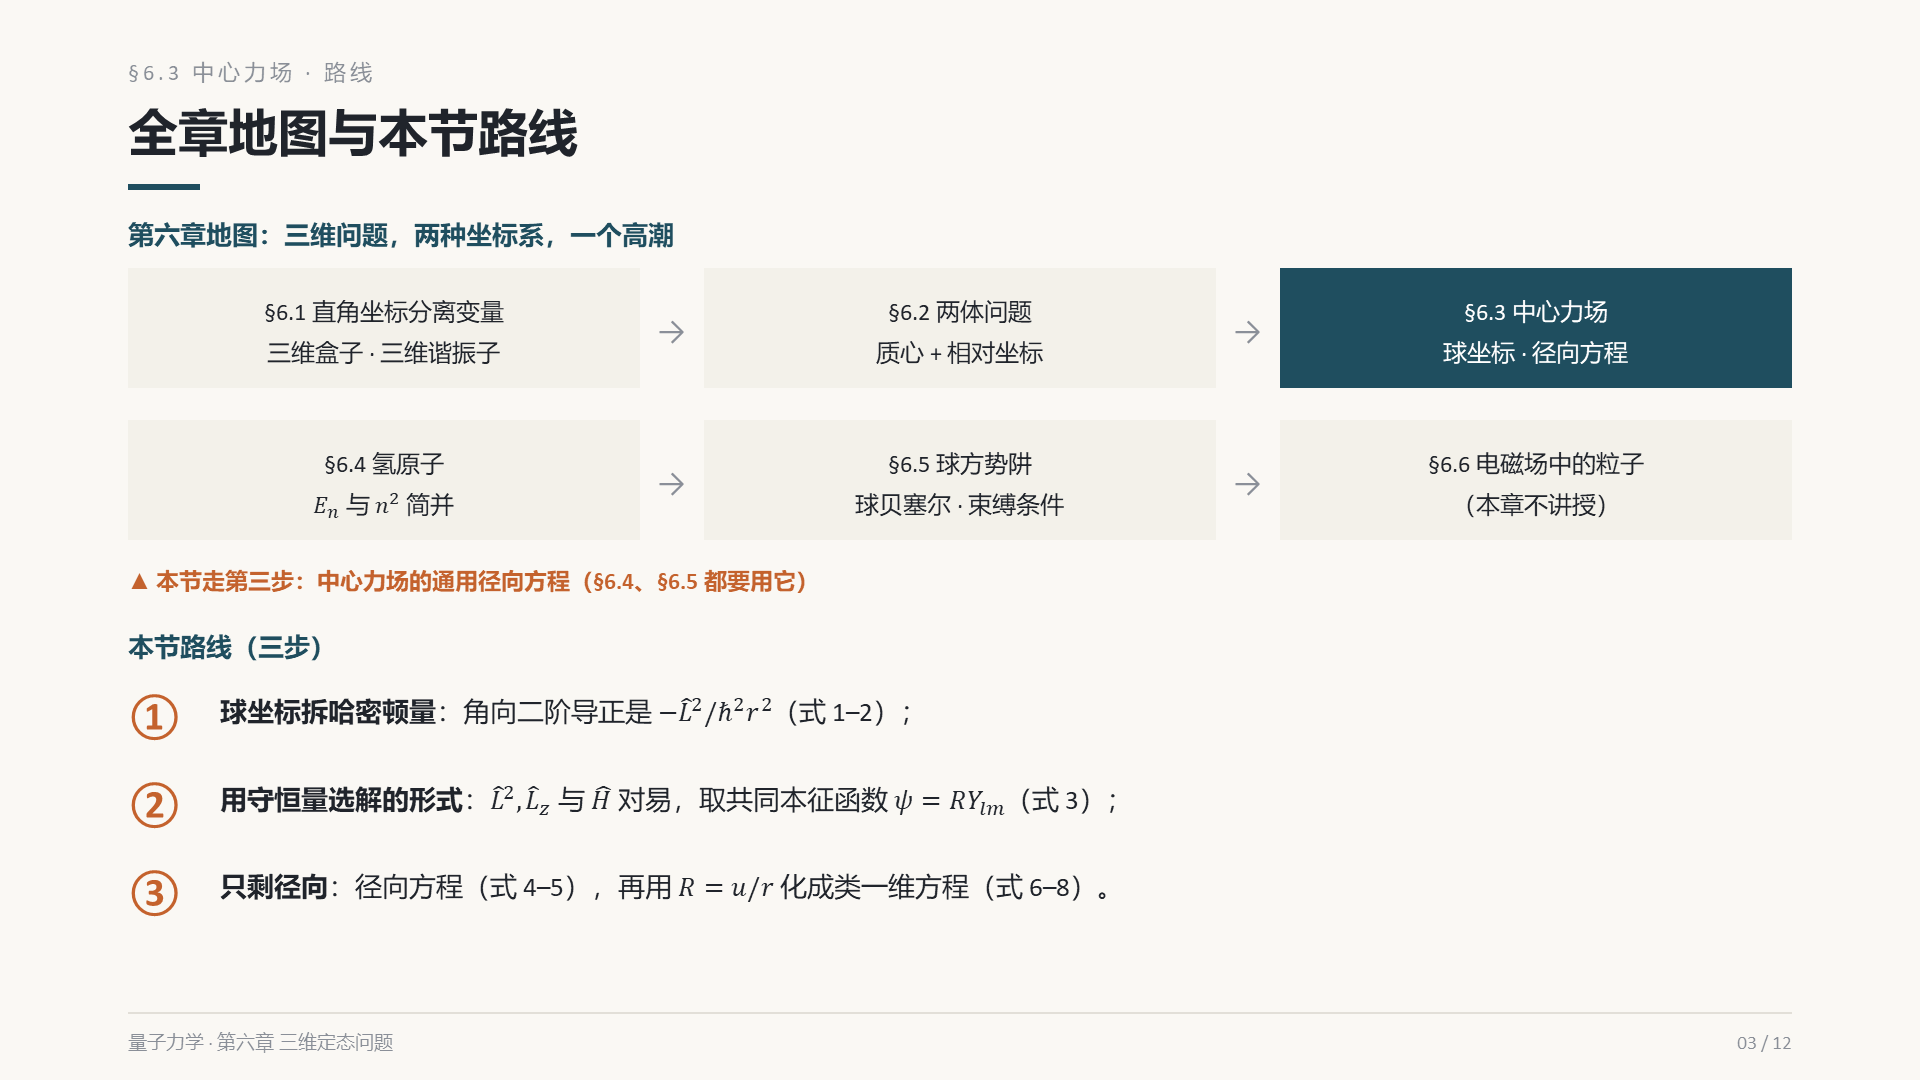 §6.3 中心力场 · 路线
全章地图与本节路线
第六章地图：三维问题，两种坐标系，一个高潮
§6.1 直角坐标分离变量
三维盒子 · 三维谐振子
→
§6.2 两体问题
质心 + 相对坐标
→
§6.3 中心力场
球坐标 · 径向方程
§6.4 氢原子
Eₙ 与 n² 简并
→
§6.5 球方势阱
球贝塞尔 · 束缚条件
→
§6.6 电磁场中的粒子
（本章不讲授）
▲ 本节走第三步：中心力场的通用径向方程（§6.4、§6.5 都要用它）
本节路线（三步）
① 球坐标拆哈密顿量：角向二阶导正是 −L̂²/ħ²r²（式 1–2）；
② 用守恒量选解的形式：L̂², L̂_z 与 Ĥ 对易，取共同本征函数 ψ = RY_{lm}（式 3）；
③ 只剩径向：径向方程（式 4–5），再用 R = u/r 化成类一维方程（式 6–8）。
量子力学 · 第六章 三维定态问题
03 / 12